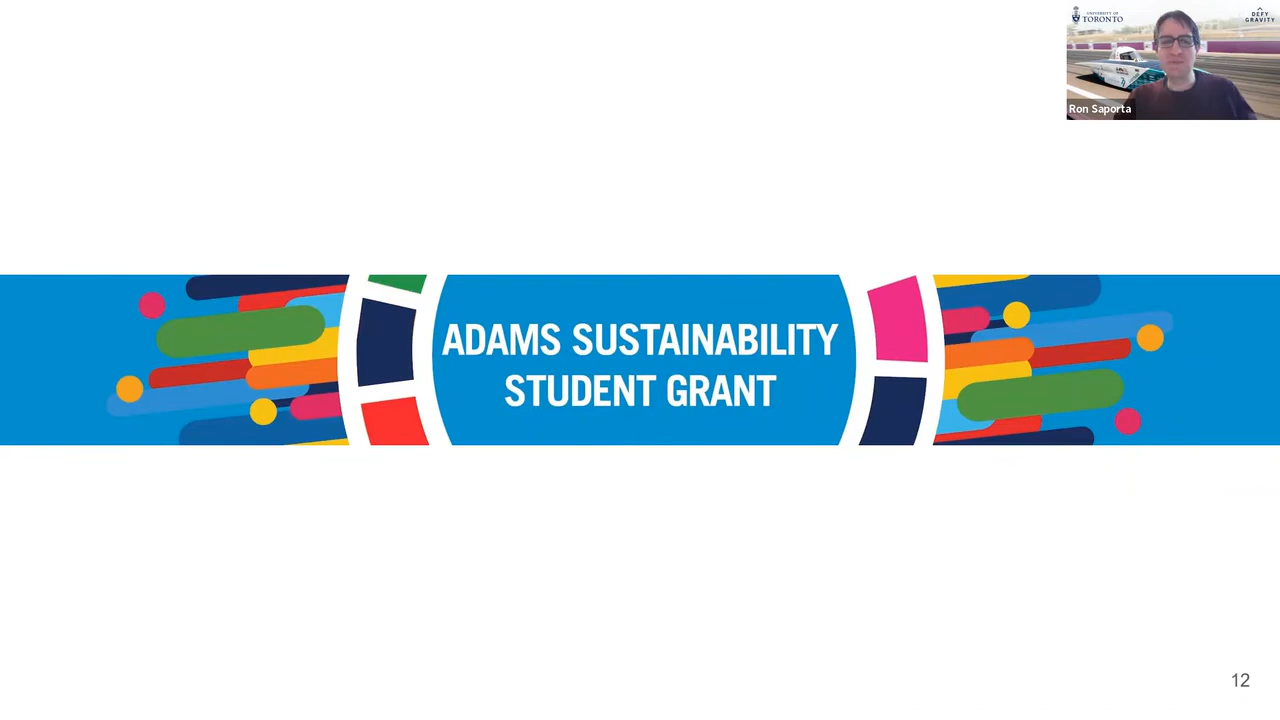 UNIVERSITY OF
TORONTO
DEFY
GRAVITY
Ron Saporta
ADAMS SUSTAINABILITY
STUDENT GRANT
12